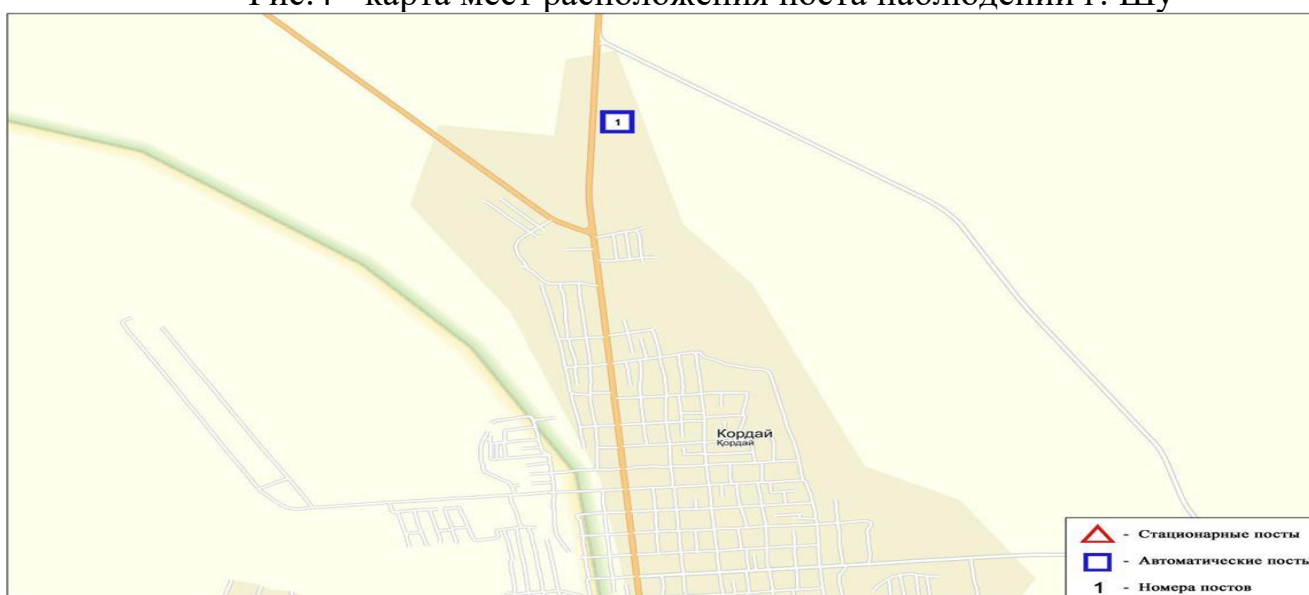 Рис.4 - карта мест расположения поста наблюдений г. Шу
1
Кордай
Қордай
- Стационарные посты
- Автоматические посты
1 - Номера постов